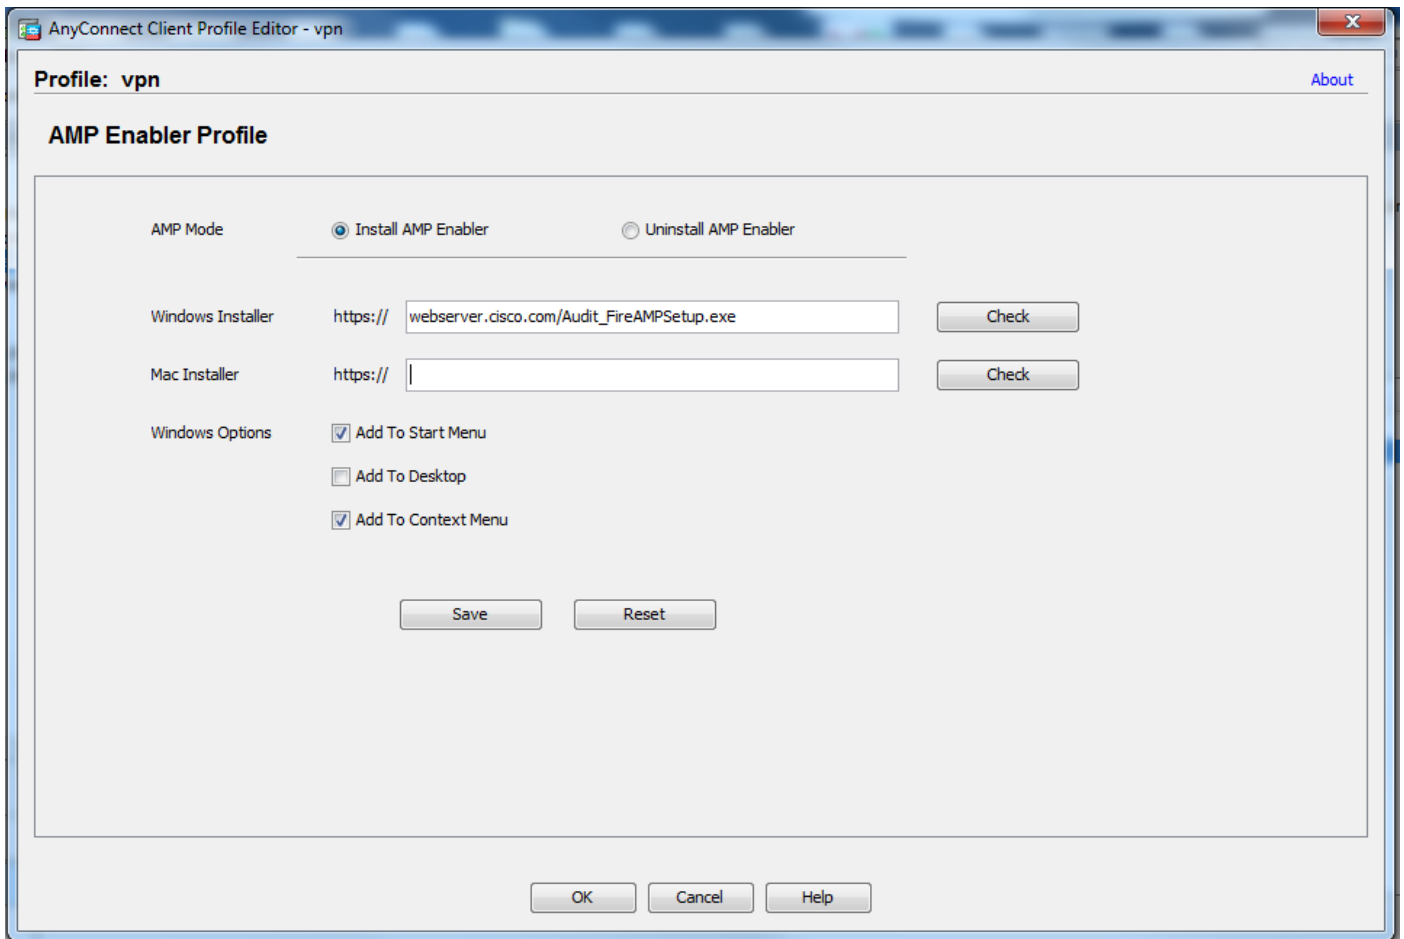 AnyConnect Client Profile Editor - vpn
X
Profile: vpn
About
AMP Enabler Profile
AMP Mode
Install AMP Enabler
Uninstall AMP Enabler
Windows Installer
https://
webserver.cisco.com/Audit_FireAMPSetup.exe
Check
Mac Installer
https://
Check
Windows Options
Add To Start Menu
Add To Desktop
Add To Context Menu
Save
Reset
OK
Cancel
Help